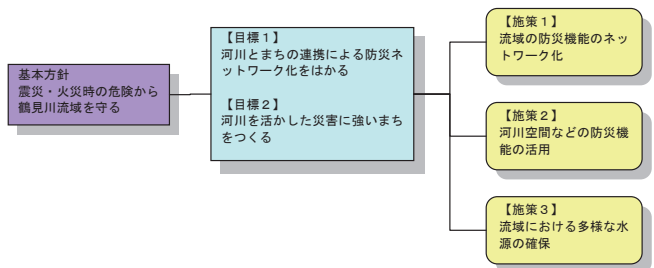 基本方針
震災・火災時の危険から
鶴見川流域を守る
【目標１】
河川とまちの連携による防災ネ
ットワーク化をはかる
【目標２】
河川を活かした災害に強いまち
をつくる
【施策１】
流域の防災機能のネッ
トワーク化
【施策２】
河川空間などの防災機
能の活用
【施策３】
流域における多様な水
源の確保